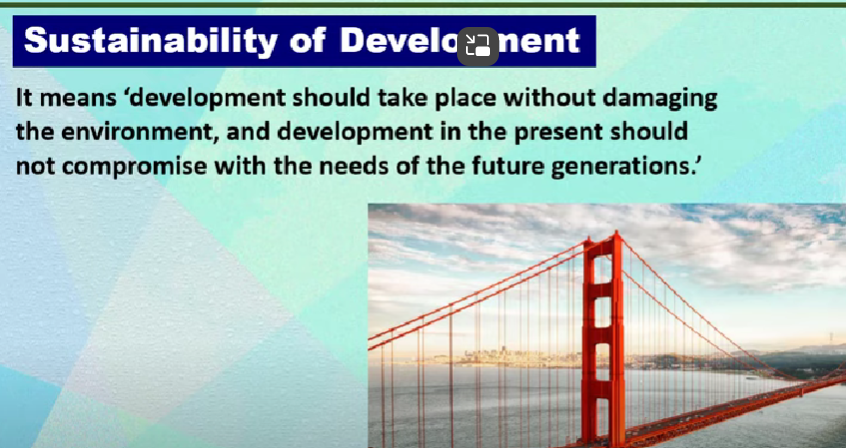 Sustainability of Development
It means ‘development should take place without damaging
the environment, and development in the present should
not compromise with the needs of the future generations.’